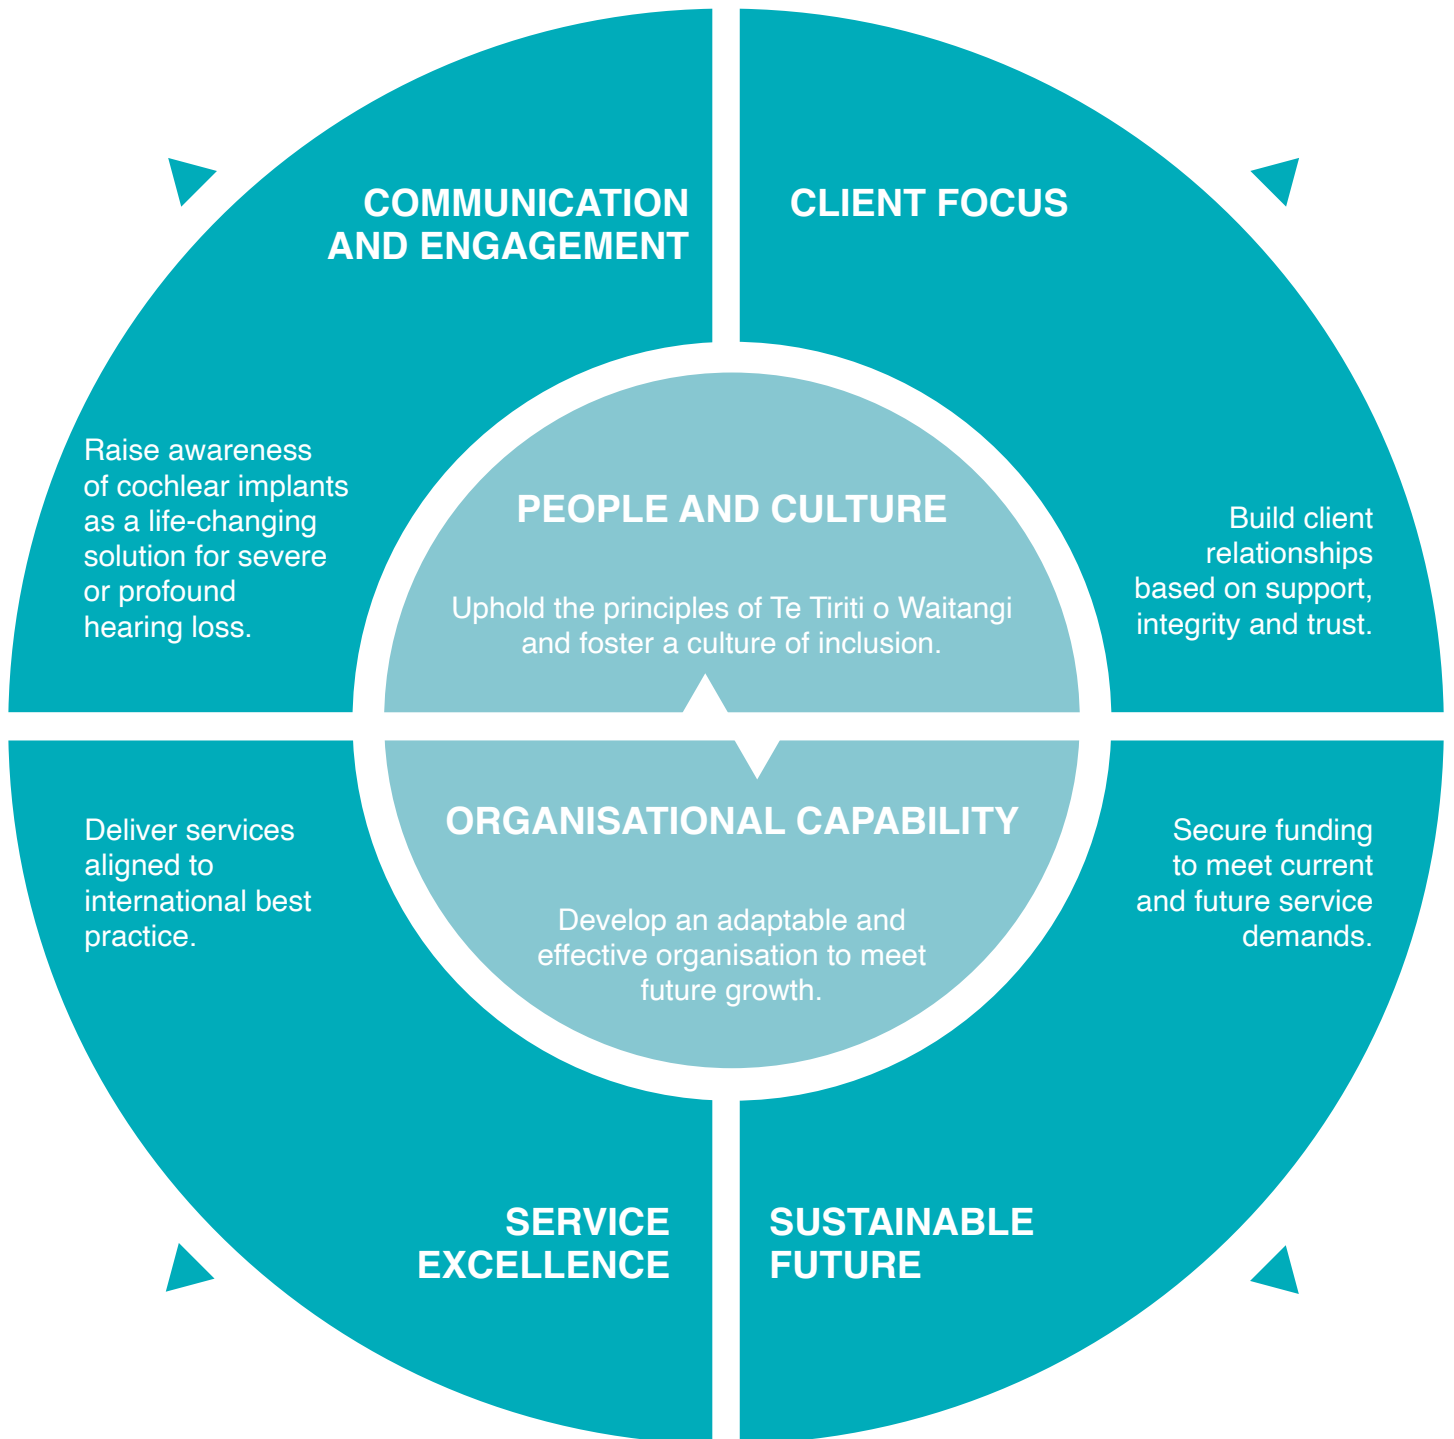 COMMUNICATION
AND ENGAGEMENT
Raise awareness
of cochlear implants
as a life-changing
solution for severe
or profound
hearing loss.
CLIENT FOCUS
Build client
relationships
based on support,
integrity and trust.
PEOPLE AND CULTURE
Uphold the principles of Te Tiriti o Waitangi
and foster a culture of inclusion.
ORGANISATIONAL CAPABILITY
Develop an adaptable and
effective organisation to meet
future growth.
Deliver services
aligned to
international best
practice.
SERVICE
EXCELLENCE
Secure funding
to meet current
and future service
demands.
SUSTAINABLE
FUTURE